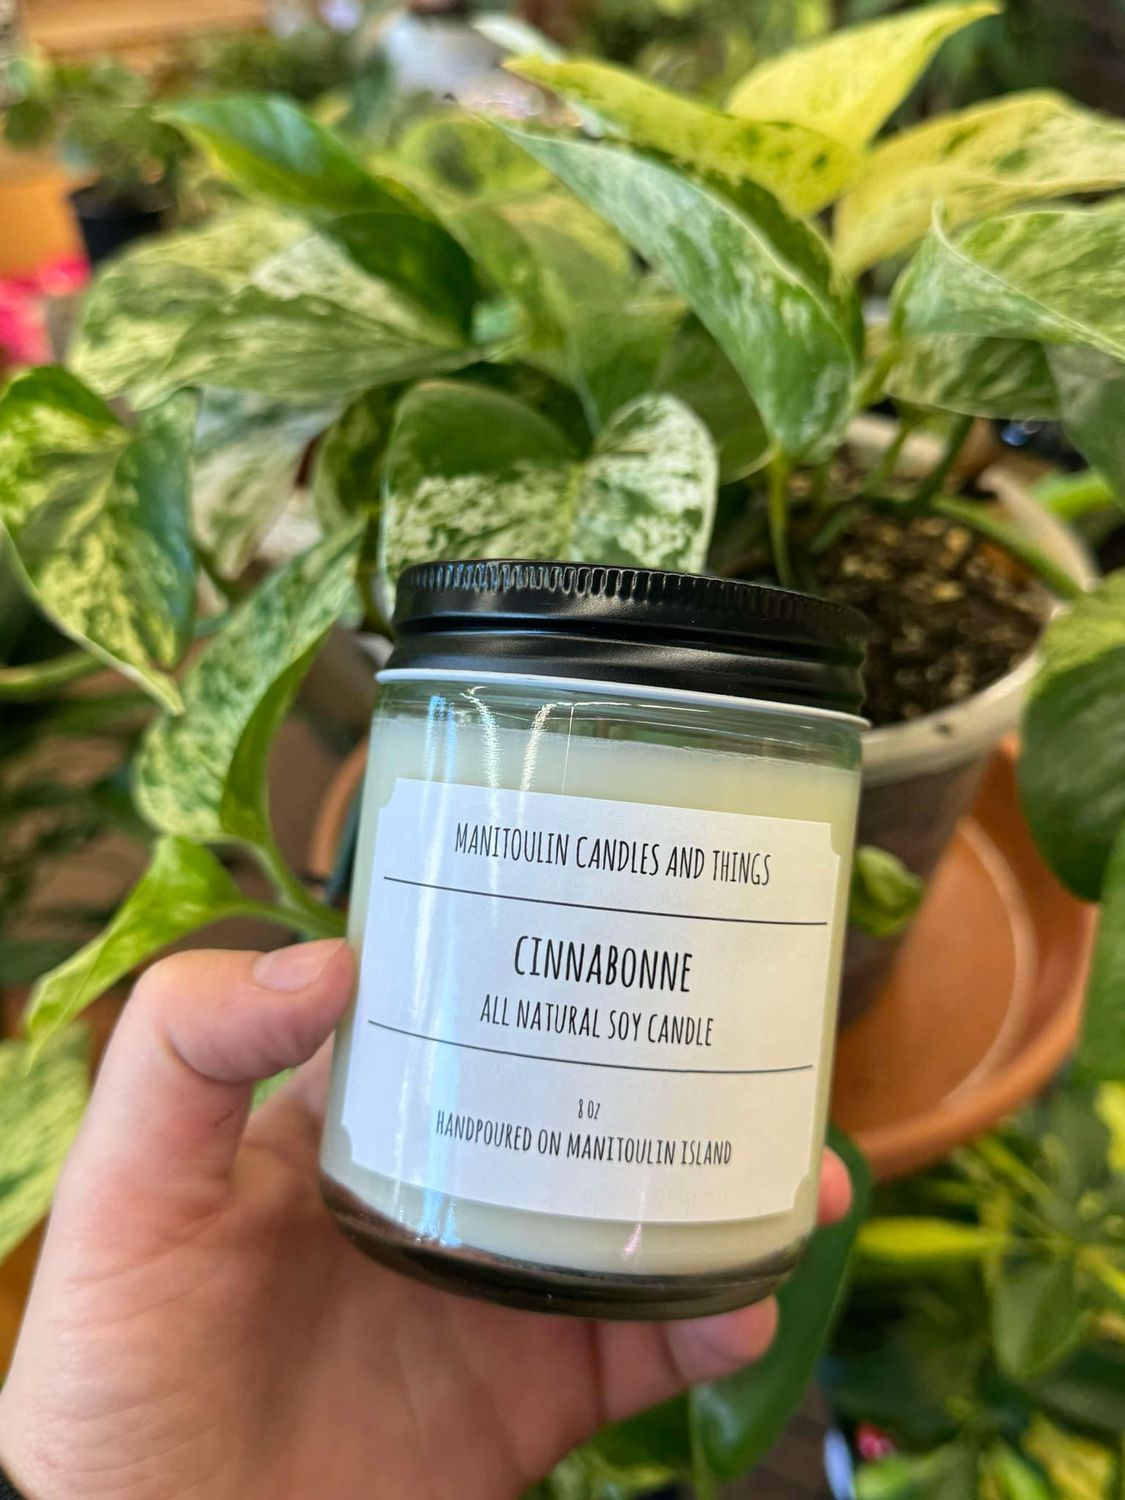 MANITOULIN CANDLES AND THINGS
CINNABONNE
ALL NATURAL SOY CANDLE
8 OZ
HANDPOURED ON MANITOULIN ISLAND